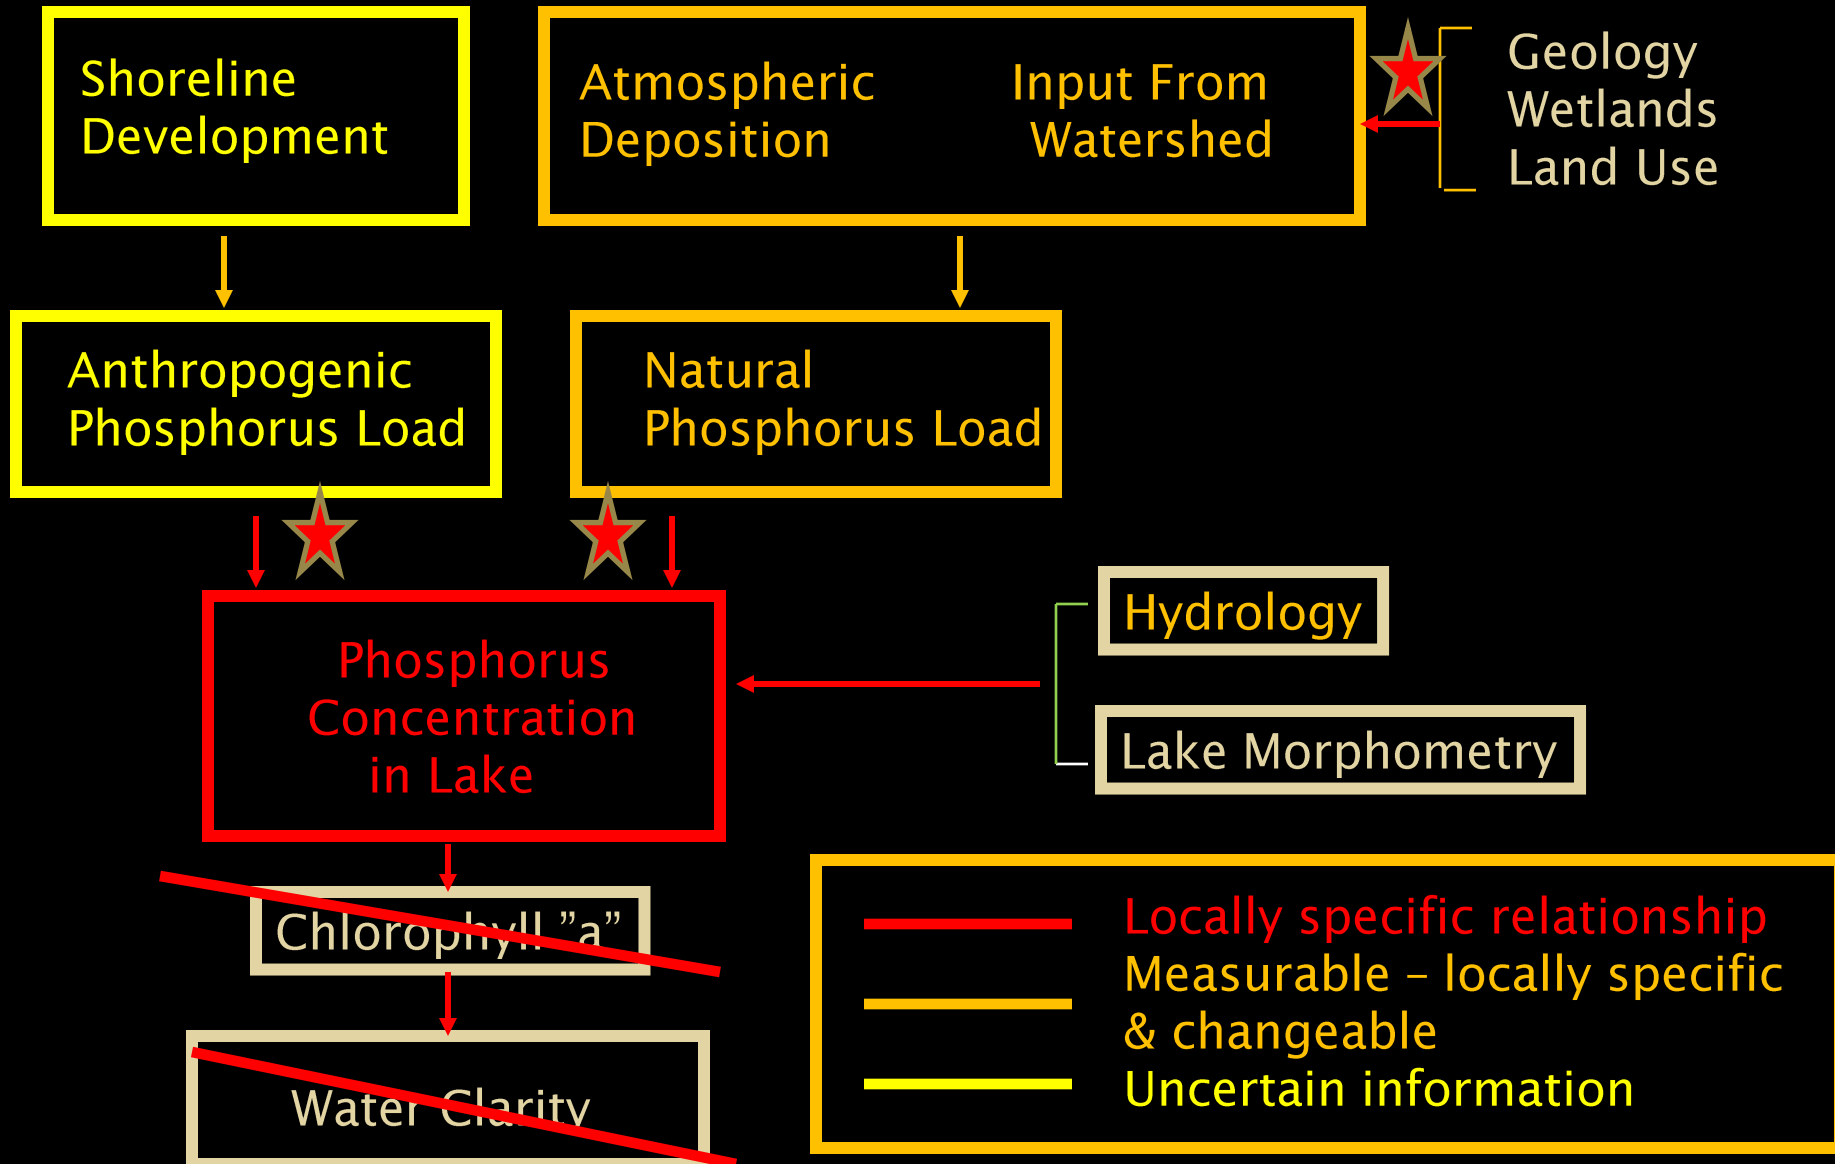 Shoreline
Development
Atmospheric
Deposition
Input From
Watershed
Geology
Wetlands
Land Use
Anthropogenic
Phosphorus Load
Natural
Phosphorus Load
Phosphorus
Concentration
in Lake
Hydrology
Lake Morphometry
Chlorophyll ”a”
Water Clarity
Locally specific relationship
Measurable – locally specific
& changeable
Uncertain information